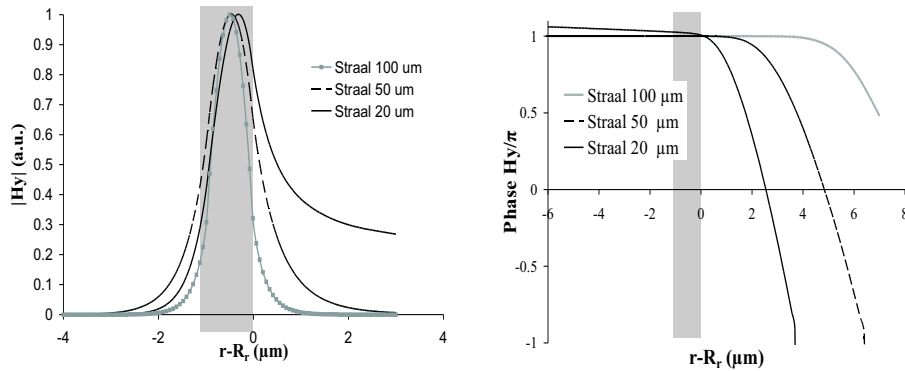 1
0.9
0.8
0.7
0.6
0.5
0.4
0.3
0.2
0.1
0
-4
-2
0
2
4
|Hy| (a.u.)
r-Rr (µm)
Straal 100 um
Straal 50 um
Straal 20 um
1
0.5
0
-0.5
-1
-6
-4
-2
0
2
4
6
8
Phase Hy/π
r-Rr (µm)
Straal 100 µm
Straal 50 µm
Straal 20 µm